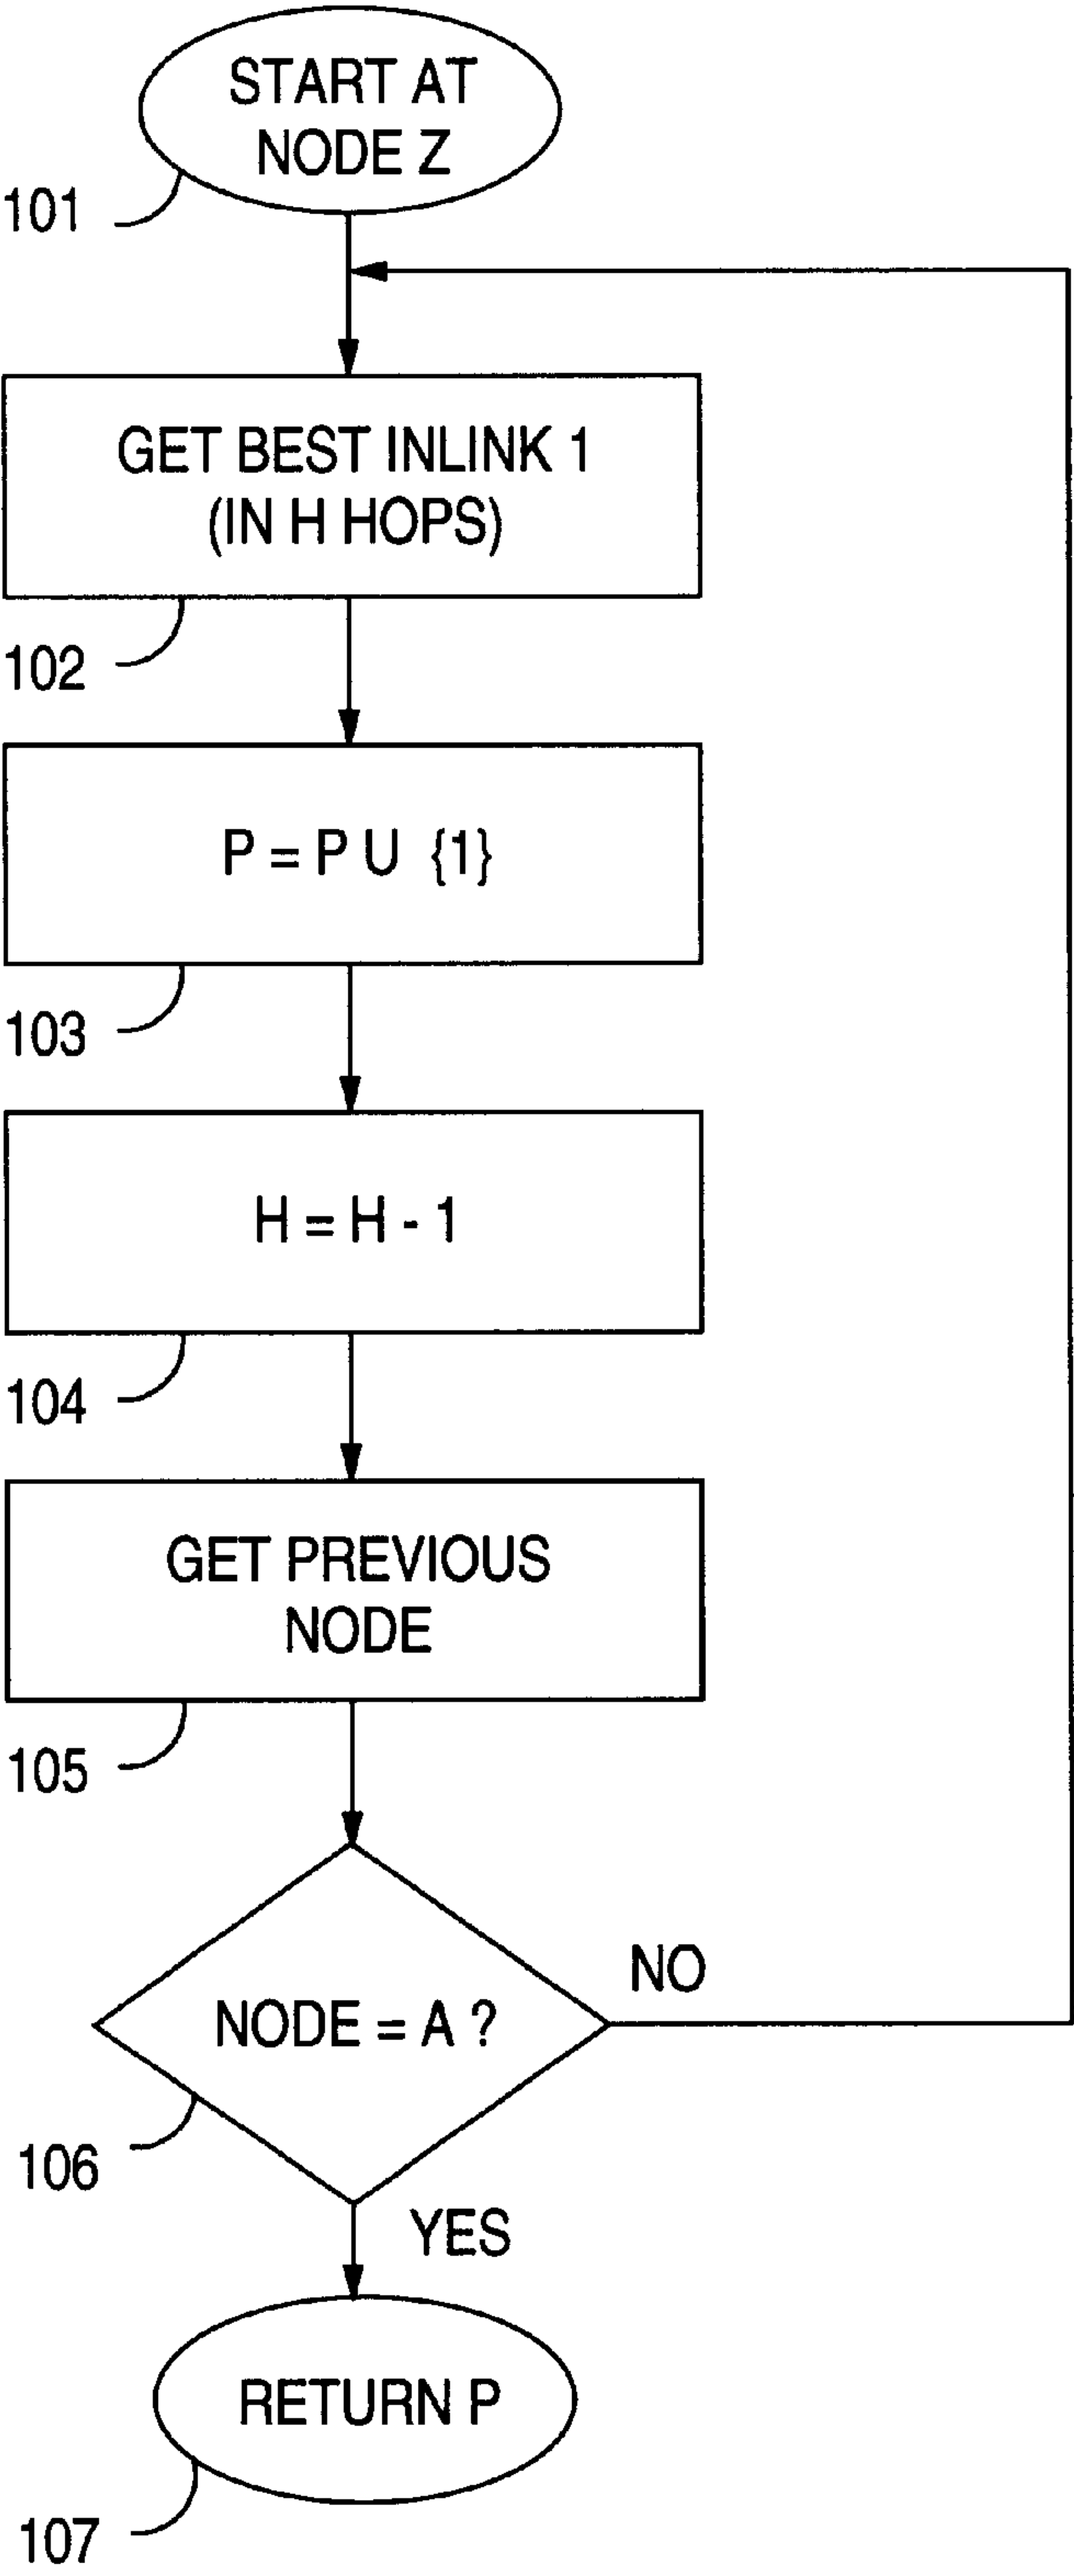 START AT
NODE Z
101
GET BEST INLINK 1
(IN H HOPS)
102
P = P U {1}
103
H = H - 1
104
GET PREVIOUS
NODE
105
NO
NODE = A ?
106
YES
RETURN P
107